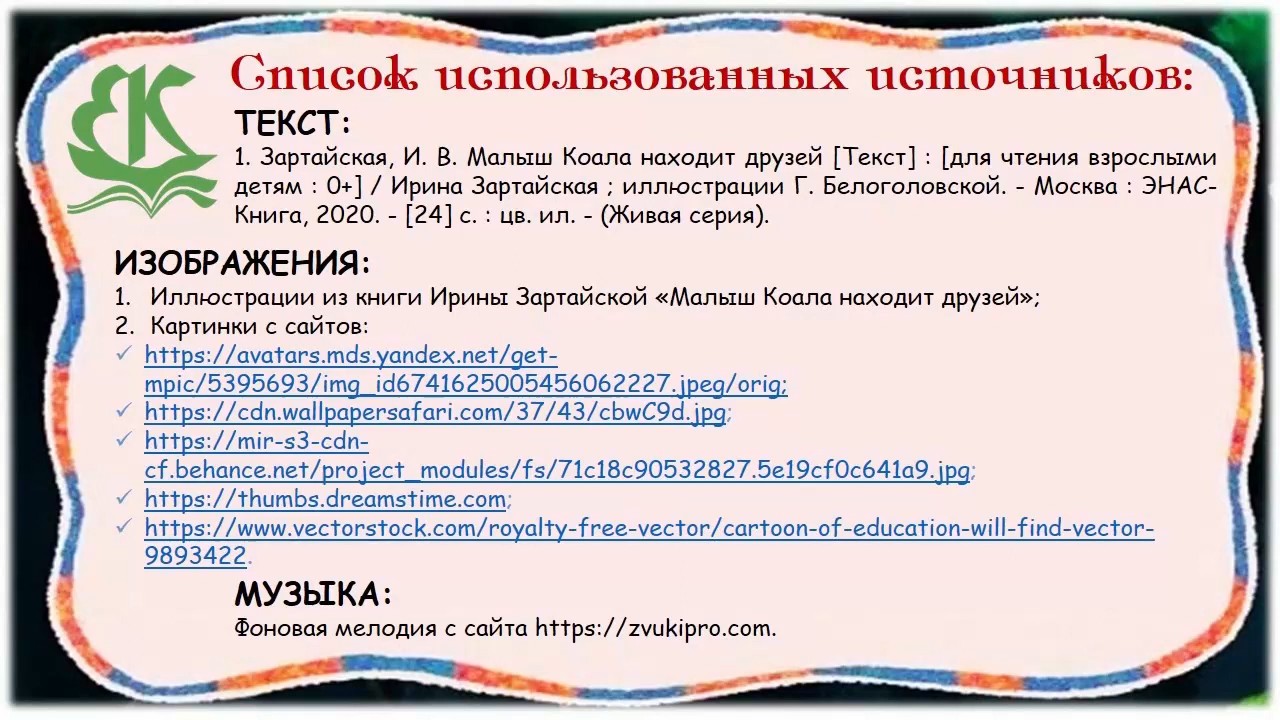 ЕК
Список использованных источников:
ТЕКСТ:
1. Зартайская, И. В. Малыш Коала находит друзей [Текст] : [для чтения взрослыми
детям : 0+] / Ирина Зартайская ; иллюстрации Г. Белоголовской. - Москва : ЭНАС-
Книга, 2020. - [24] с. : цв. ил. - (Живая серия).
ИЗОБРАЖЕНИЯ:
1. Иллюстрации из книги Ирины Зартайской «Малыш Коала находит друзей»;
2. Картинки с сайтов:
✓ https://avatars.mds.yandex.net/get-
mpic/5395693/img_id6741625005456062227.jpeg/orig;
✓ https://cdn.wallpapersafari.com/37/43/cbwC9d.jpg;
✓ https://mir-s3-cdn-
cf.behance.net/project_modules/fs/71c18c90532827.5e19cf0c641a9.jpg;
✓ https://thumbs.dreamstime.com;
✓ https://www.vectorstock.com/royalty-free-vector/cartoon-of-education-will-find-vector-
9893422.
МУЗЫКА:
Фоновая мелодия с сайта https://zvukipro.com.